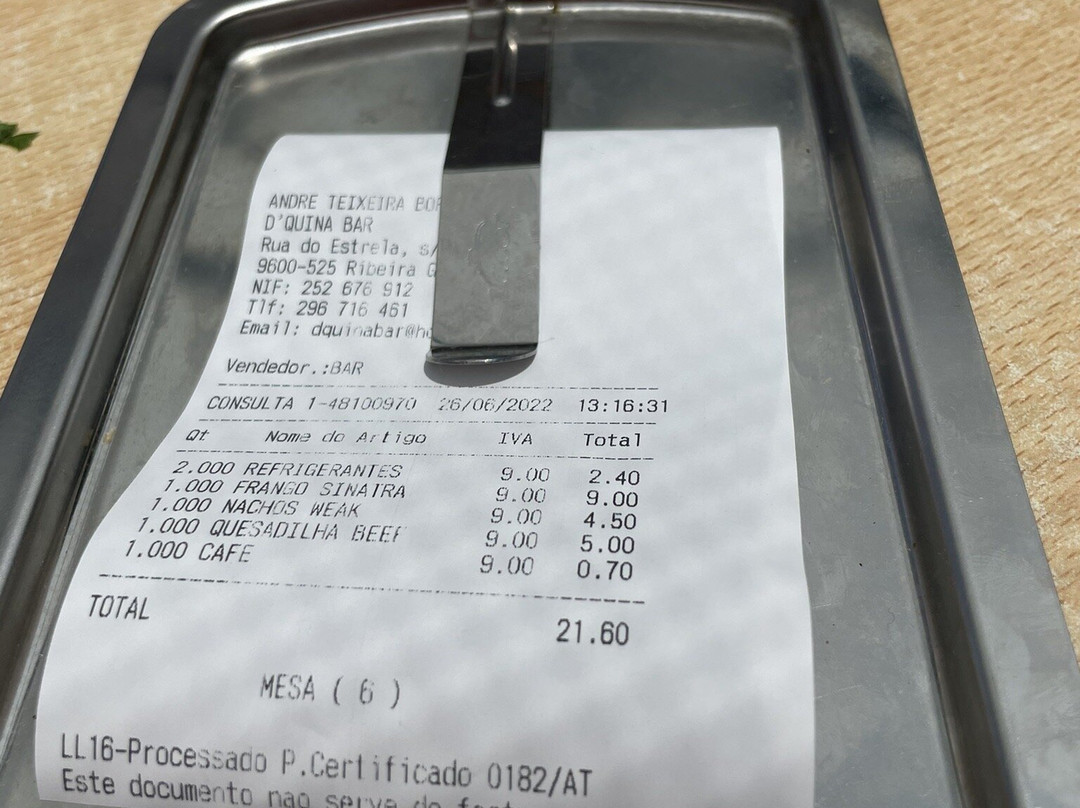 ANDRE TEIXEIRA
D'QUINA BAR
Rua do Estrela,
9600-525 Ribeira
NIF: 252 676 912
Tlf: 296 716 461
Email:
Vendedor.:BAR
CONSULTA 1-48100970 26/06/2022 13:16:31
Qt Nome do Artigo IVA Total
2.000 REFRIGERANTES 9.00 2.40
1.000 FRANGO SINATRA 9.00 9.00
1.000 NACHOS WEAK 9.00 4.50
1.000 QUESADILHA BEEF 9.00 5.00
1.000 CAFE 9.00 0.70
TOTAL 21.60
MESA ( 6 )
LL16-Processado P.Certificado 0182/AT
Este documento nao serve de